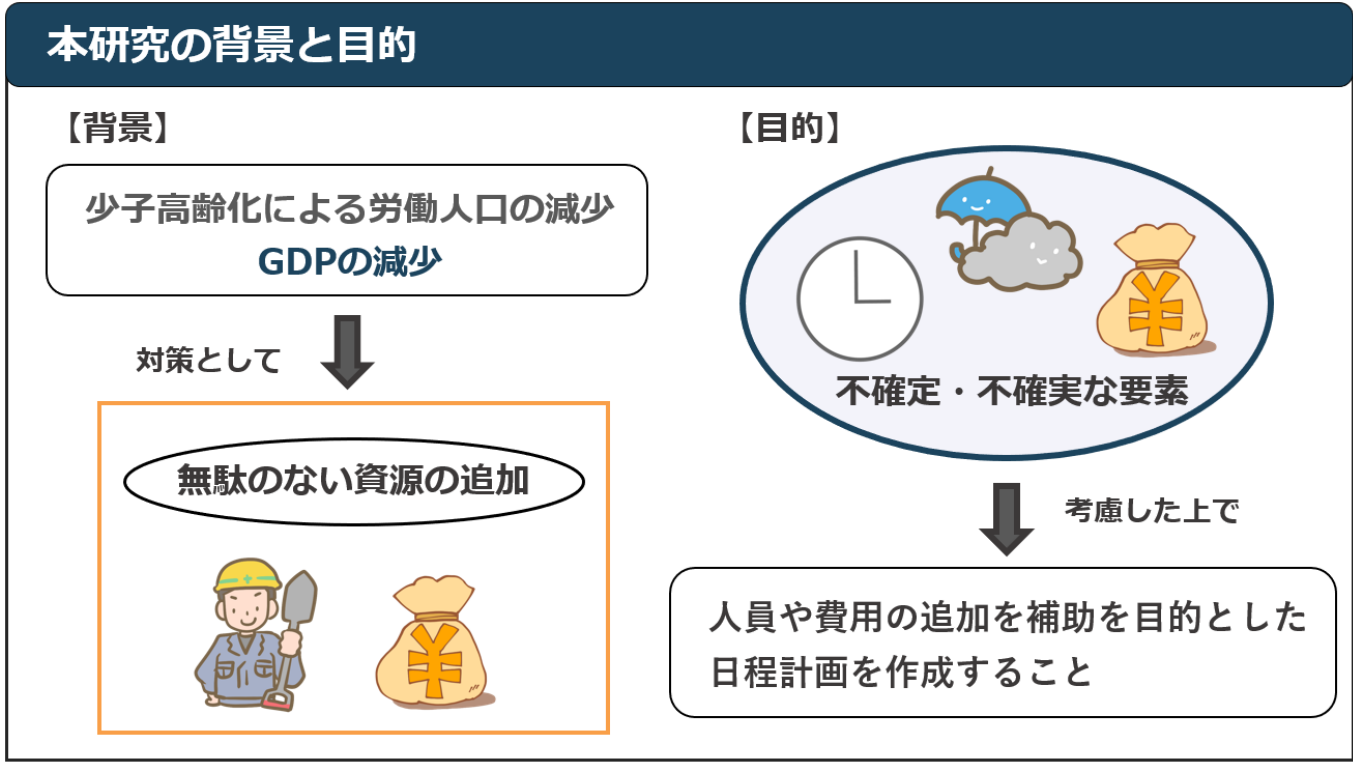 本研究の背景と目的
【背景】
少子高齢化による労働人口の減少
GDPの減少
対策として
無駄のない資源の追加
¥
【目的】
¥
不確定・不確実な要素
考慮した上で
人員や費用の追加を補助を目的とした
日程計画を作成すること